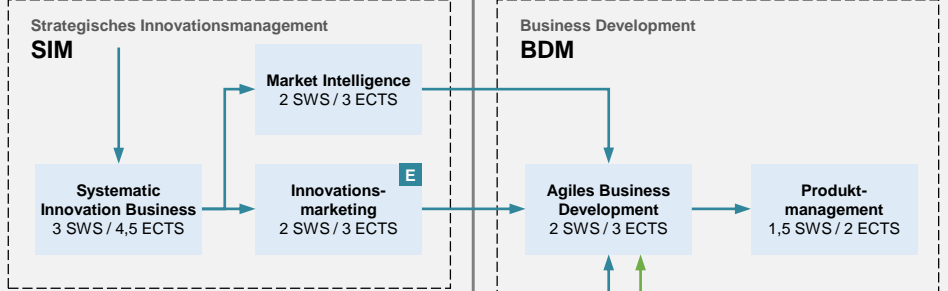 Strategisches Innovationsmanagement
SIM
Market Intelligence
2 SWS / 3 ECTS
Systematic
Innovation Business
3 SWS / 4,5 ECTS
E
Innovations-
marketing
2 SWS / 3 ECTS
Business Development
BDM
Agiles Business
Development
2 SWS / 3 ECTS
Produkt-
management
1,5 SWS / 2 ECTS